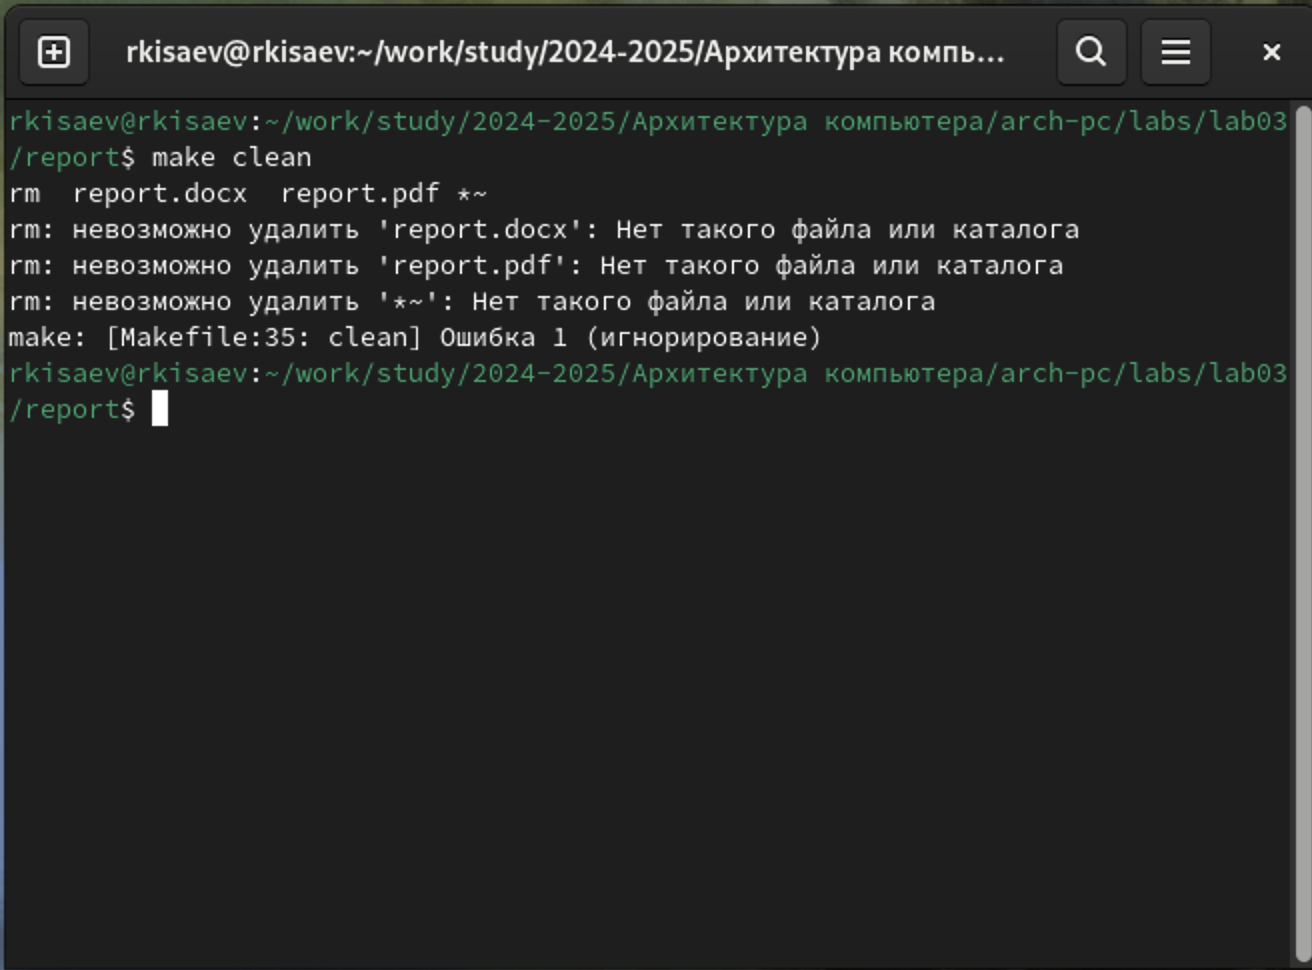 rkisaev@rkisaev:~/work/study/2024-2025/Архитектура компь…
rkisaev@rkisaev:~/work/study/2024-2025/Архитектура компьютера/arch-pc/labs/lab03
/report$ make clean
rm  report.docx  report.pdf *~
rm: невозможно удалить 'report.docx': Нет такого файла или каталога
rm: невозможно удалить 'report.pdf': Нет такого файла или каталога
rm: невозможно удалить '*~': Нет такого файла или каталога
make: [Makefile:35: clean] Ошибка 1 (игнорирование)
rkisaev@rkisaev:~/work/study/2024-2025/Архитектура компьютера/arch-pc/labs/lab03
/report$